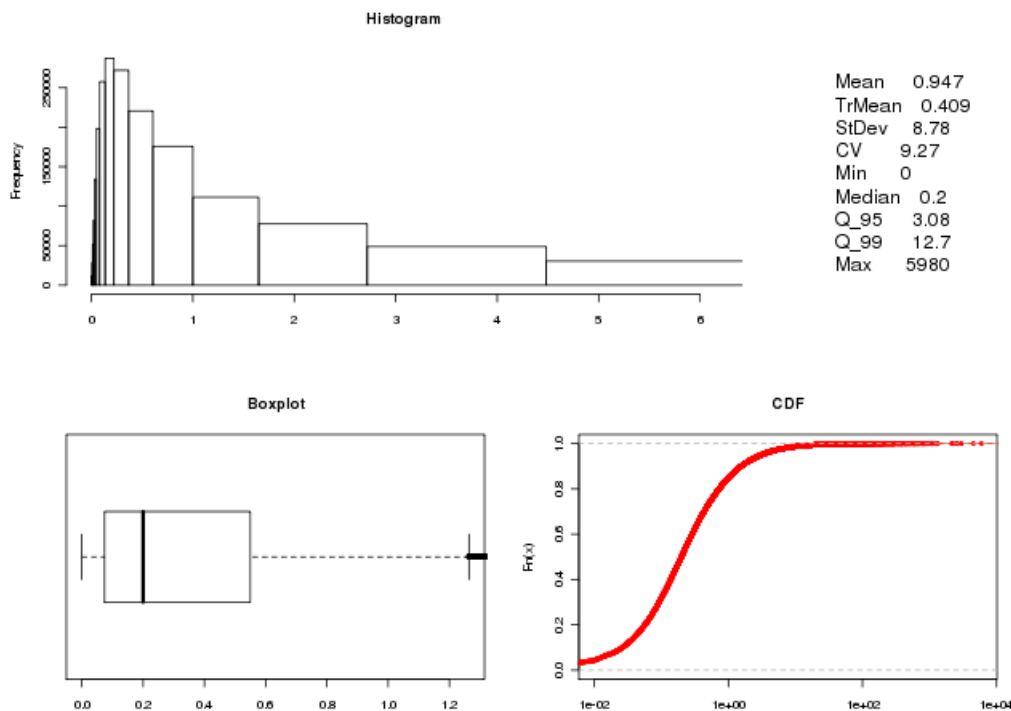 Histogram
Frequency
0 50000 150000 250000
0 1 2 3 4 5 6
Mean 0.947
TrMean 0.409
StDev 8.78
CV 9.27
Min 0
Median 0.2
Q_95 3.08
Q_99 12.7
Max 5980
Boxplot
0.0 0.2 0.4 0.6 0.8 1.0 1.2
CDF
Fn(x)
0.0 0.2 0.4 0.6 0.8 1.0
1e-02 1e+00 1e+02 1e+04